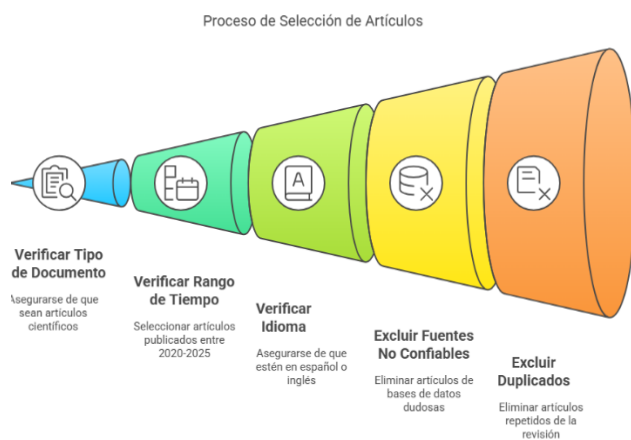 Proceso de Selección de Artículos
A
Verificar Tipo
de Documento
Asegurarse de que
sean artículos
científicos
Verificar Rango
de Tiempo
Seleccionar artículos
publicados entre
2020-2025
Verificar
Idioma
Asegurarse de que
estén en español o
inglés
Excluir Fuentes
No Confiables
Eliminar artículos de
bases de datos
dudosas
Excluir
Duplicados
Eliminar artículos
repetidos de la
revisión